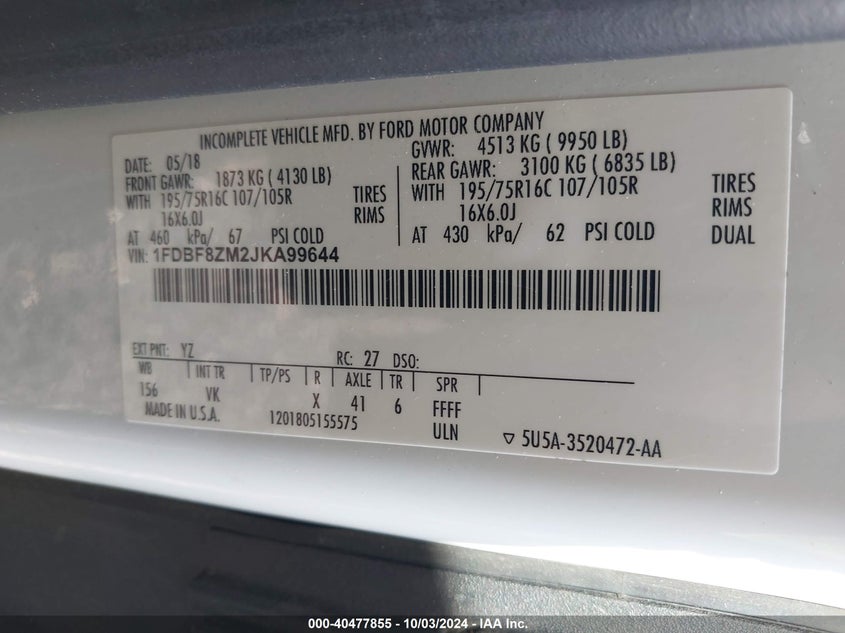 INCOMPLETE VEHICLE MFD. BY FORD MOTOR COMPANY
DATE: 05/18
GVWR: 4513 KG ( 9950 LB)
FRONT GAWR: 1873 KG ( 4130 LB)
REAR GAWR: 3100 KG ( 6835 LB)
WITH 195/75R16C 107/105R TIRES
16X6.0J RIMS
AT 460 kPa/ 67 PSI COLD
WITH 195/75R16C 107/105R TIRES
16X6.0J RIMS
AT 430 kPa/ 62 PSI COLD DUAL
VIN: 1FDBF8ZM2JKA99644
EXT PNT: YZ RC: 27 DSO:
WB INT TR TP/PS R AXLE TR SPR
156 VK X 41 6 FFFF
MADE IN U.S.A. 1201805155575 ULN
▽ 5U5A-3520472-AA
000-40477855 - 10/03/2024 - IAA Inc.